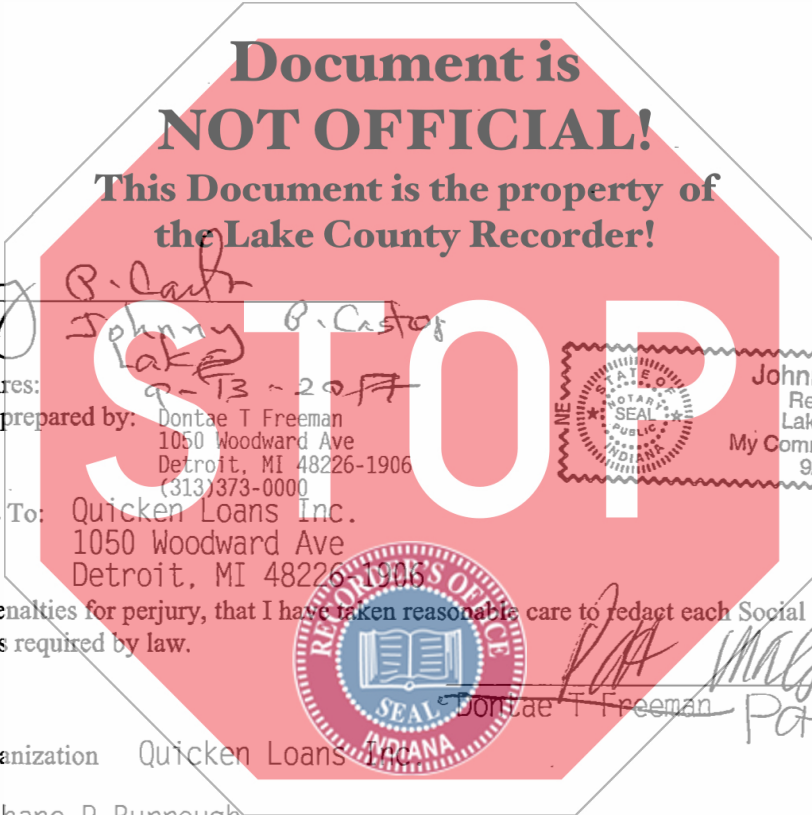 Document is
NOT OFFICIAL!
This Document is the property of
the Lake County Recorder!
STOP
Johnny B. Castor
Lake
9-13-2017
res:
prepared by: Dontae T Freeman
1050 Woodward Ave
Detroit, MI 48226-1906
(313)373-0000
To: Quicken Loans Inc.
1050 Woodward Ave
Detroit, MI 48226-1906
NE
STATE OF
NOTARY
SEAL
PUBLIC
INDIANA
John
Re
Lak
My Comm
9
enalties for perjury, that I have taken reasonable care to redact each Social
s required by law.
RECORDER'S OFFICE
SEAL
INDIANA
Dontae T Freeman
Pat
anization Quicken Loans Inc.